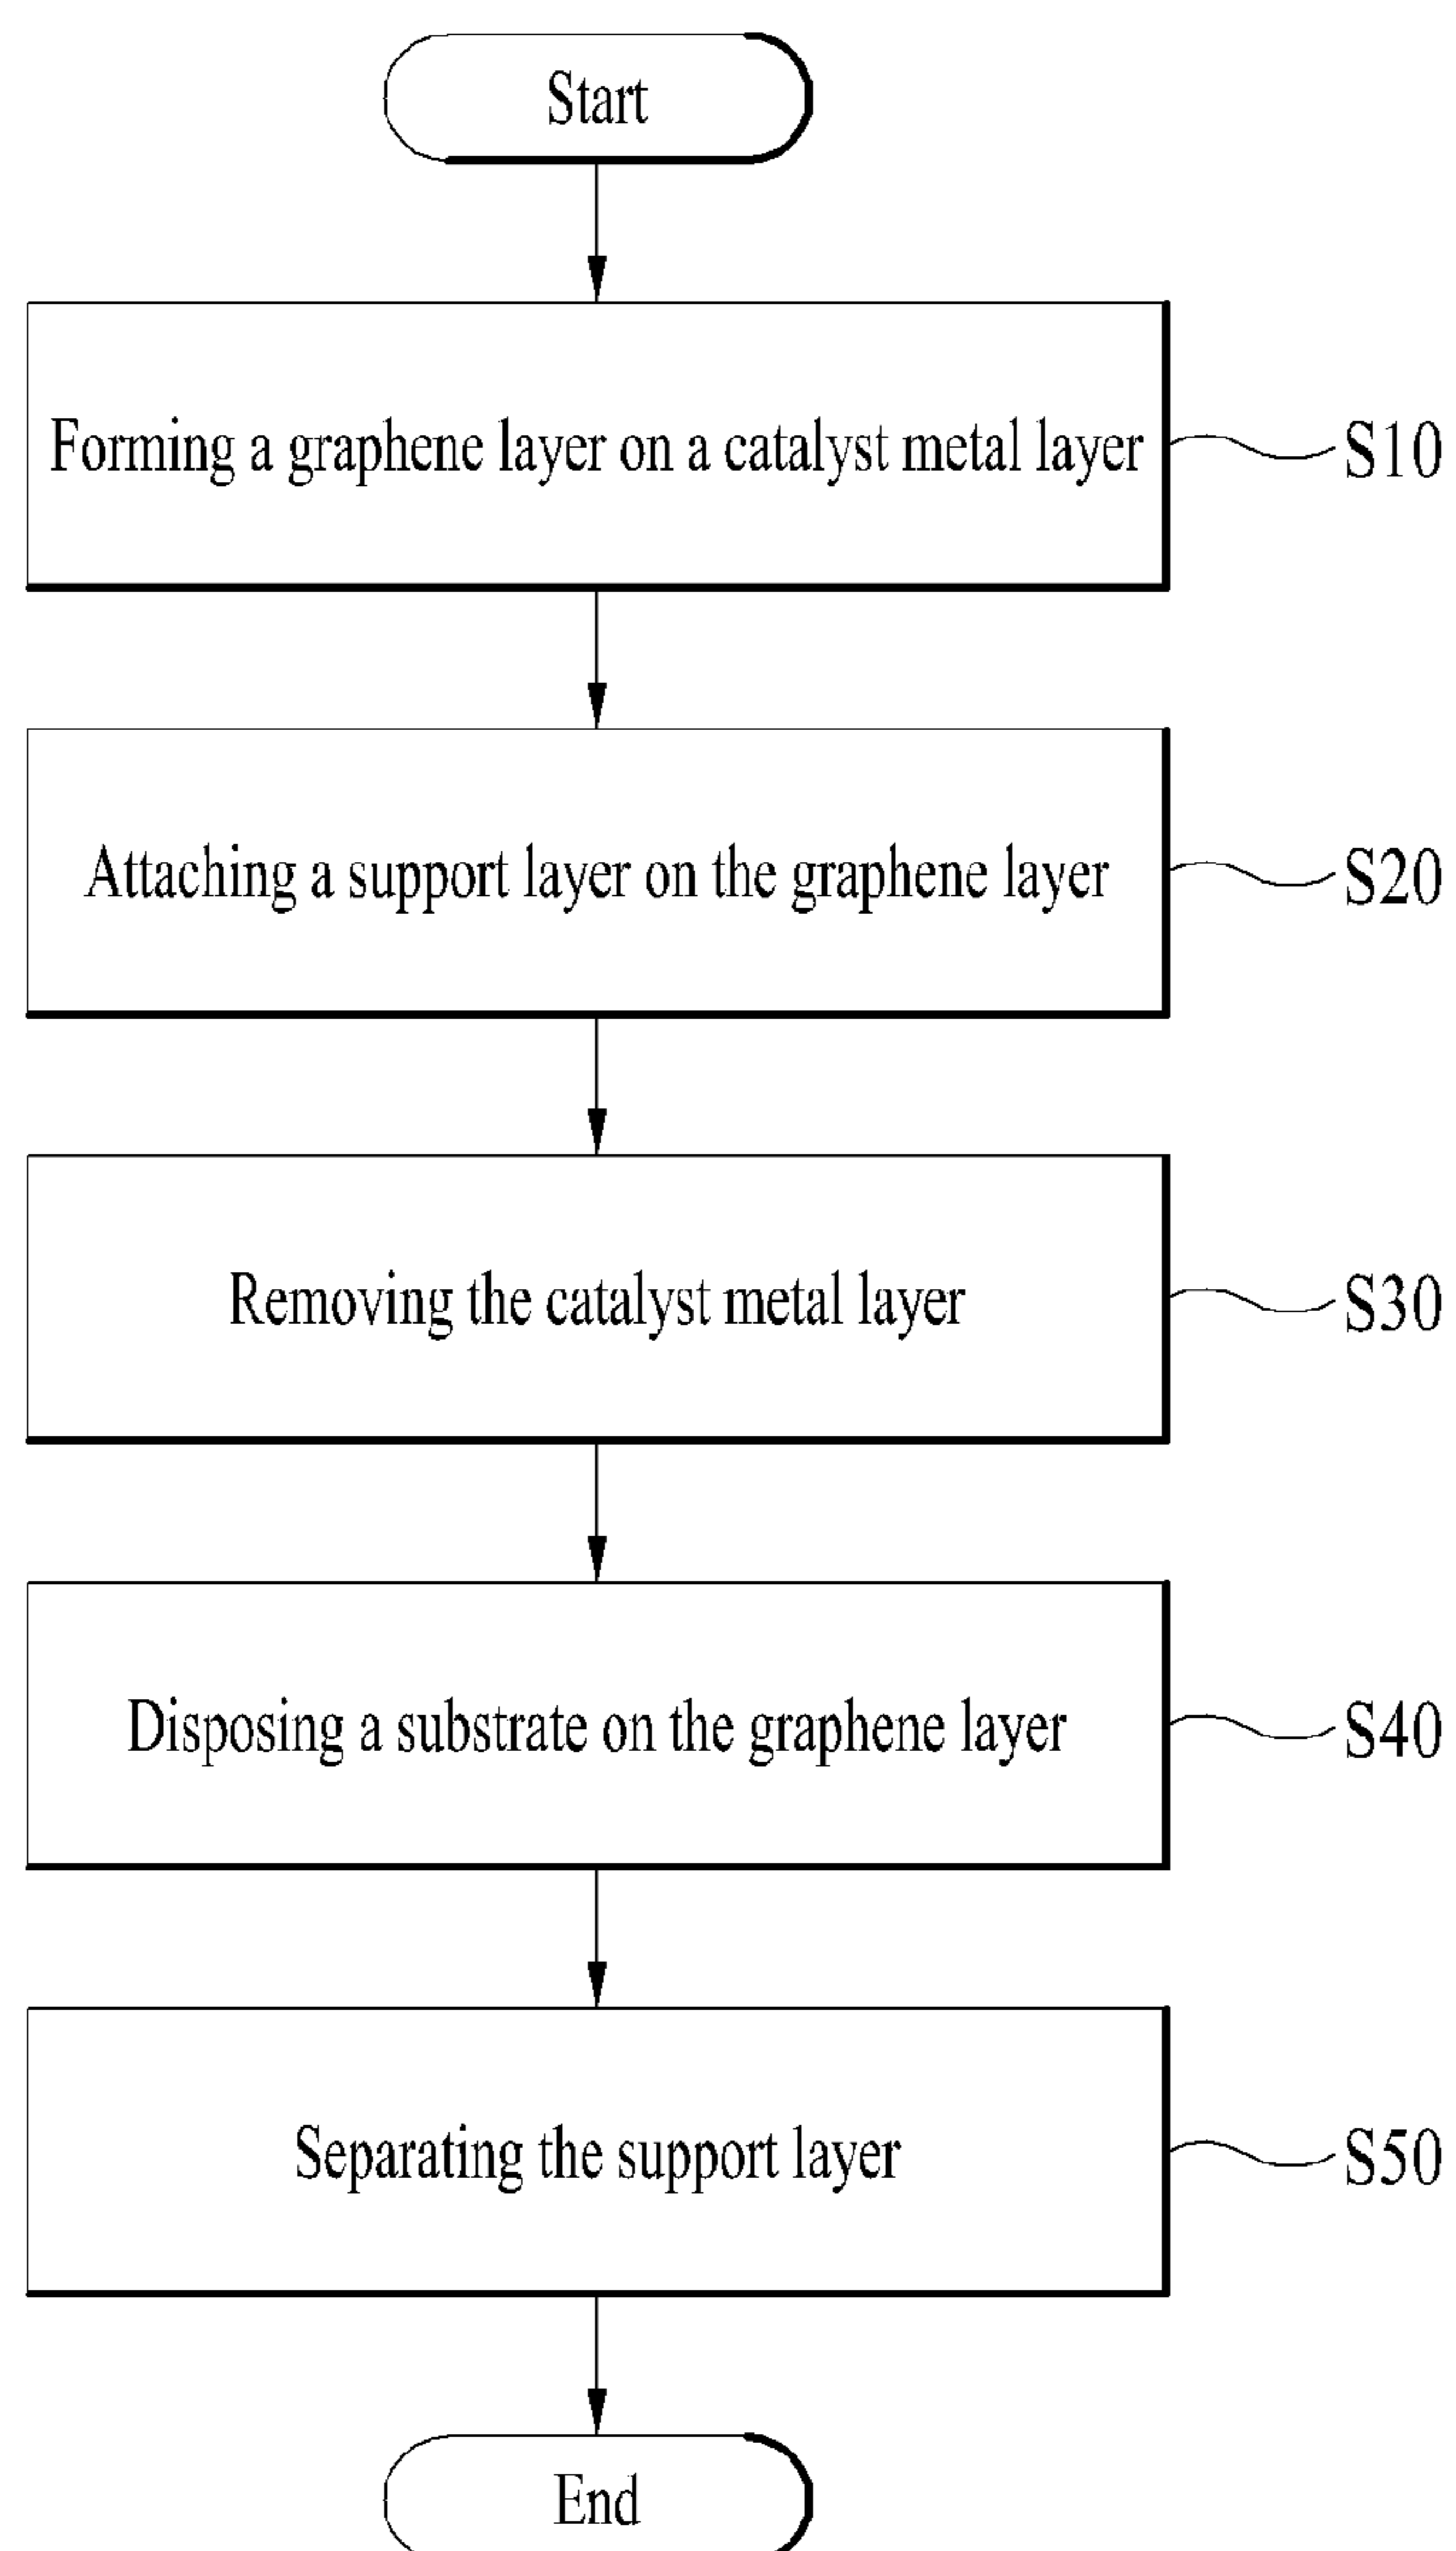 Start
Forming a graphene layer on a catalyst metal layer
S10
Attaching a support layer on the graphene layer
S20
Removing the catalyst metal layer
S30
Disposing a substrate on the graphene layer
S40
Separating the support layer
S50
End